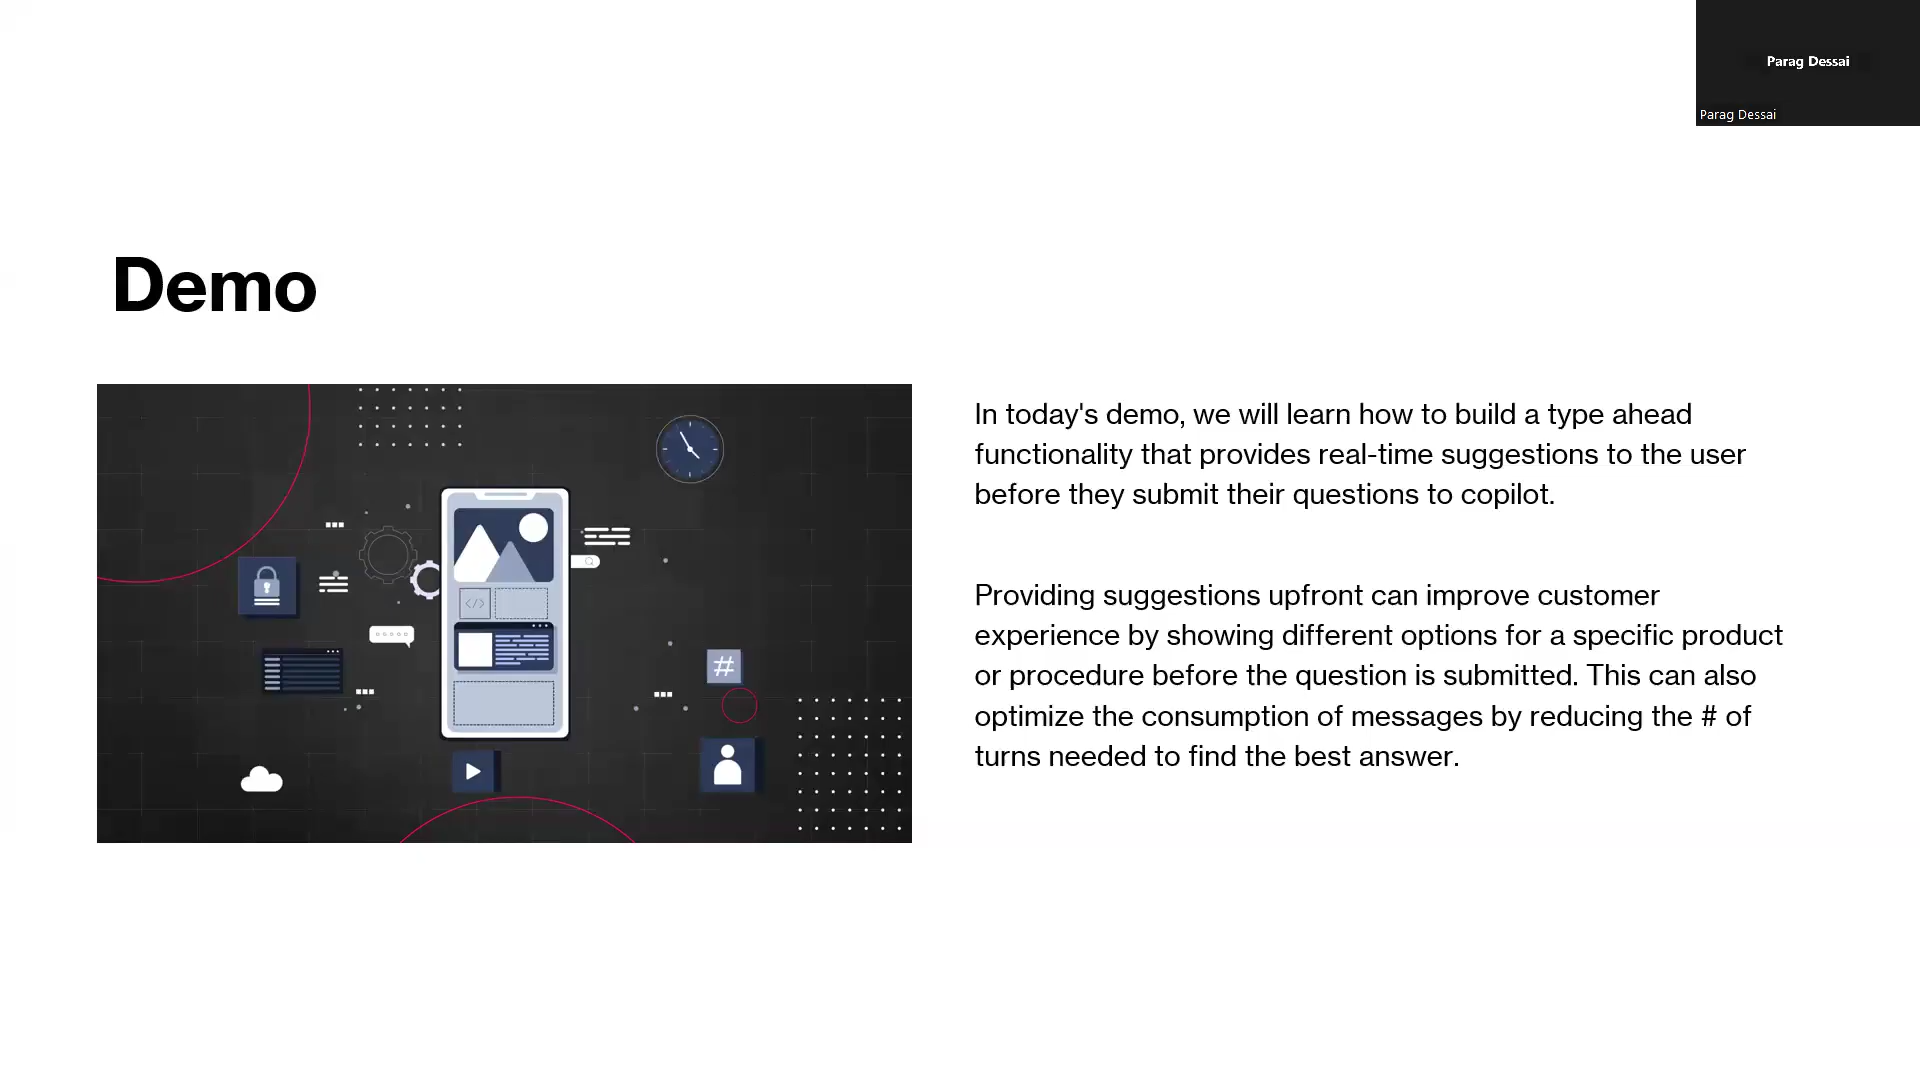 Parag Dessai
Parag Dessai
Demo
In today's demo, we will learn how to build a type ahead
functionality that provides real-time suggestions to the user
before they submit their questions to copilot.
Providing suggestions upfront can improve customer
experience by showing different options for a specific product
or procedure before the question is submitted. This can also
optimize the consumption of messages by reducing the # of
turns needed to find the best answer.
</>
#